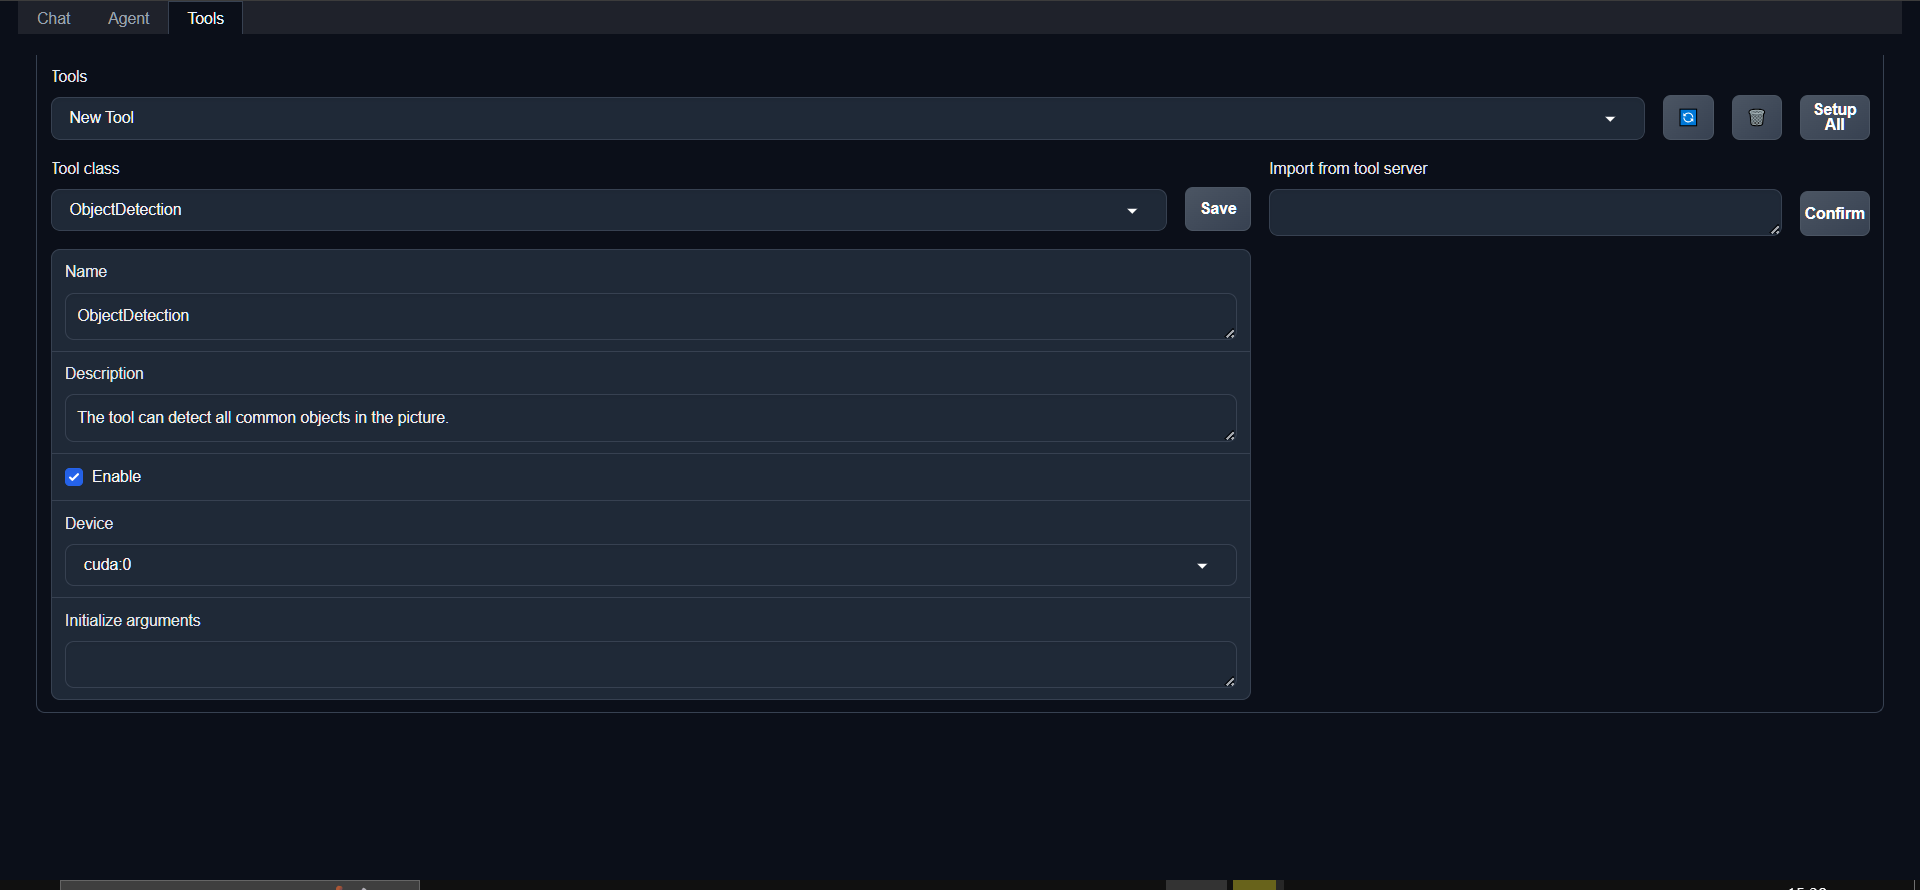 Chat Agent Tools
Tools
New Tool
Setup
All
Tool class
Import from tool server
ObjectDetection
Save
Confirm
Name
ObjectDetection
Description
The tool can detect all common objects in the picture.
Enable
Device
cuda:0
Initialize arguments